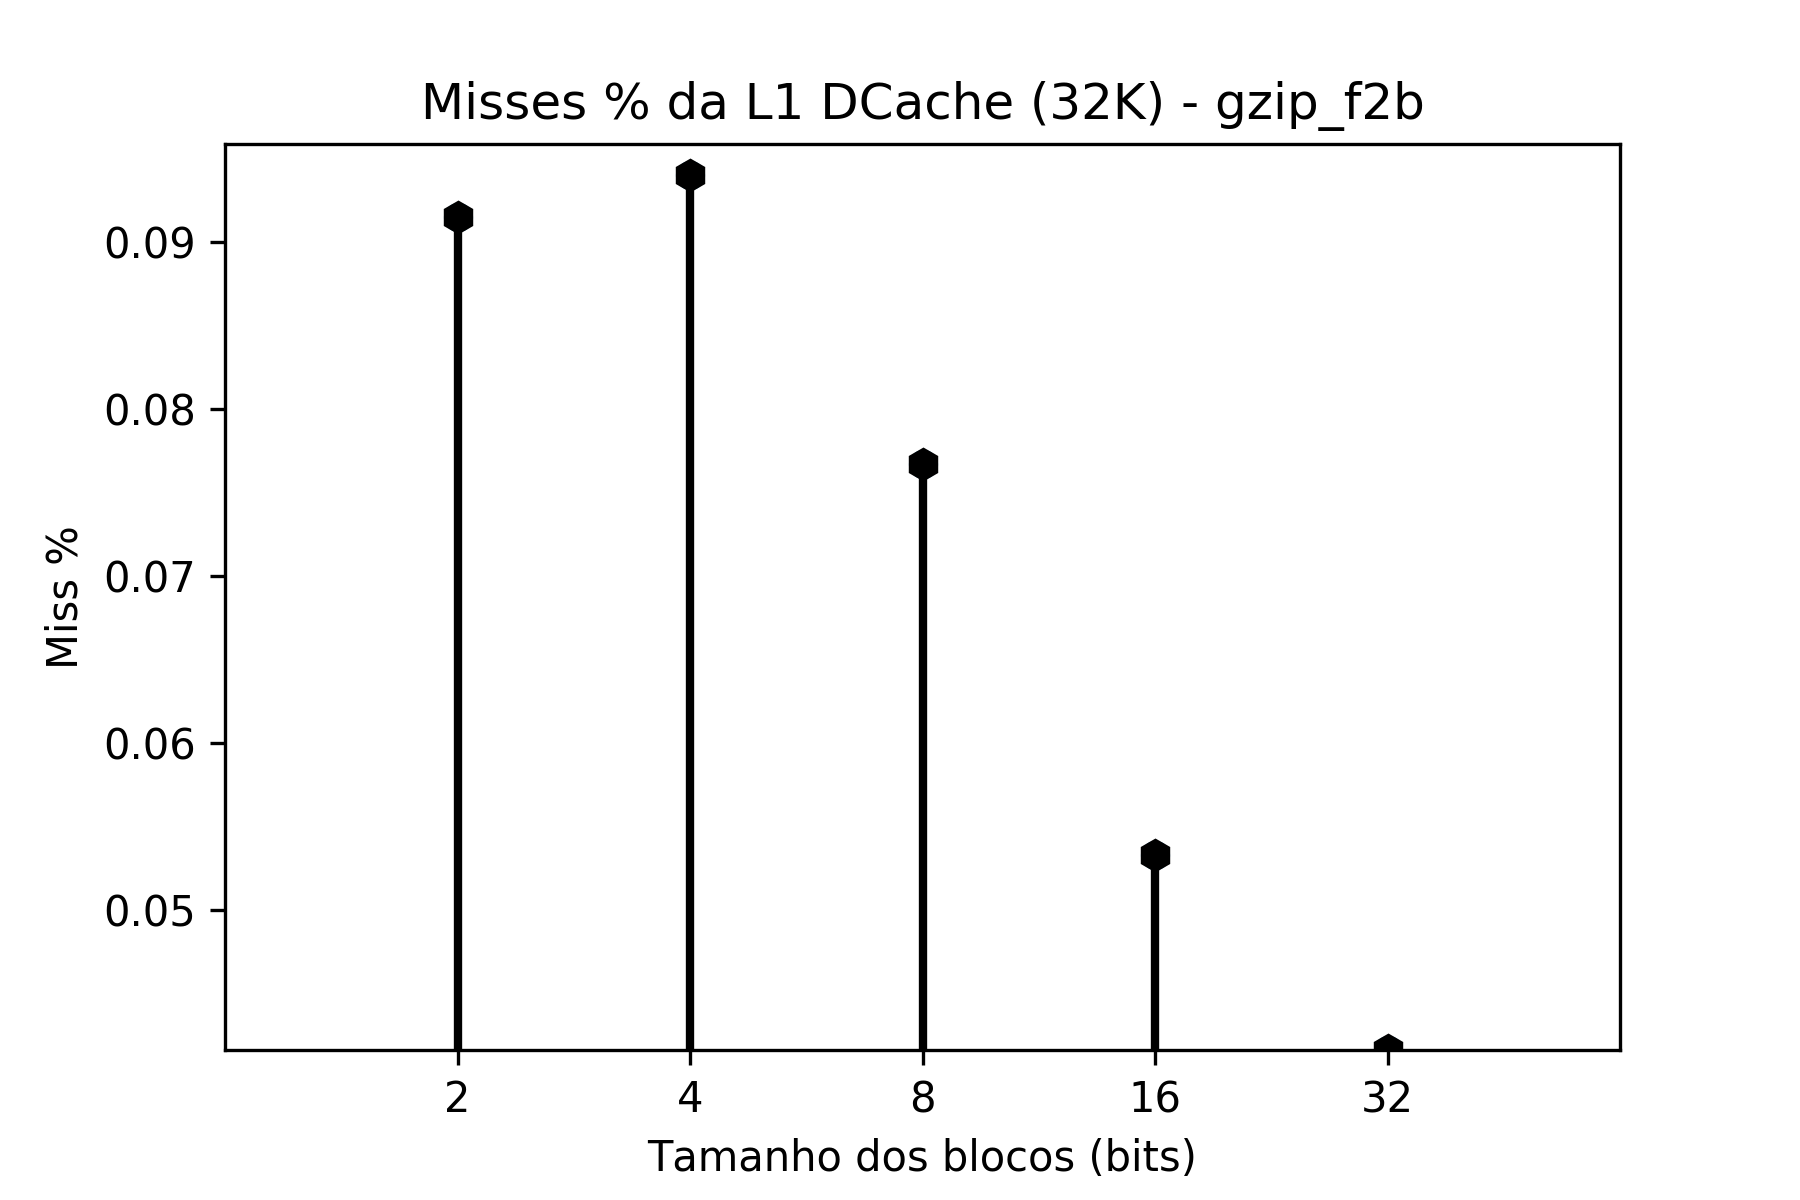 Misses % da L1 DCache (32K) - gzip_f2b
0.09
0.08
0.07
0.06
0.05
Miss %
2 4 8 16 32
Tamanho dos blocos (bits)